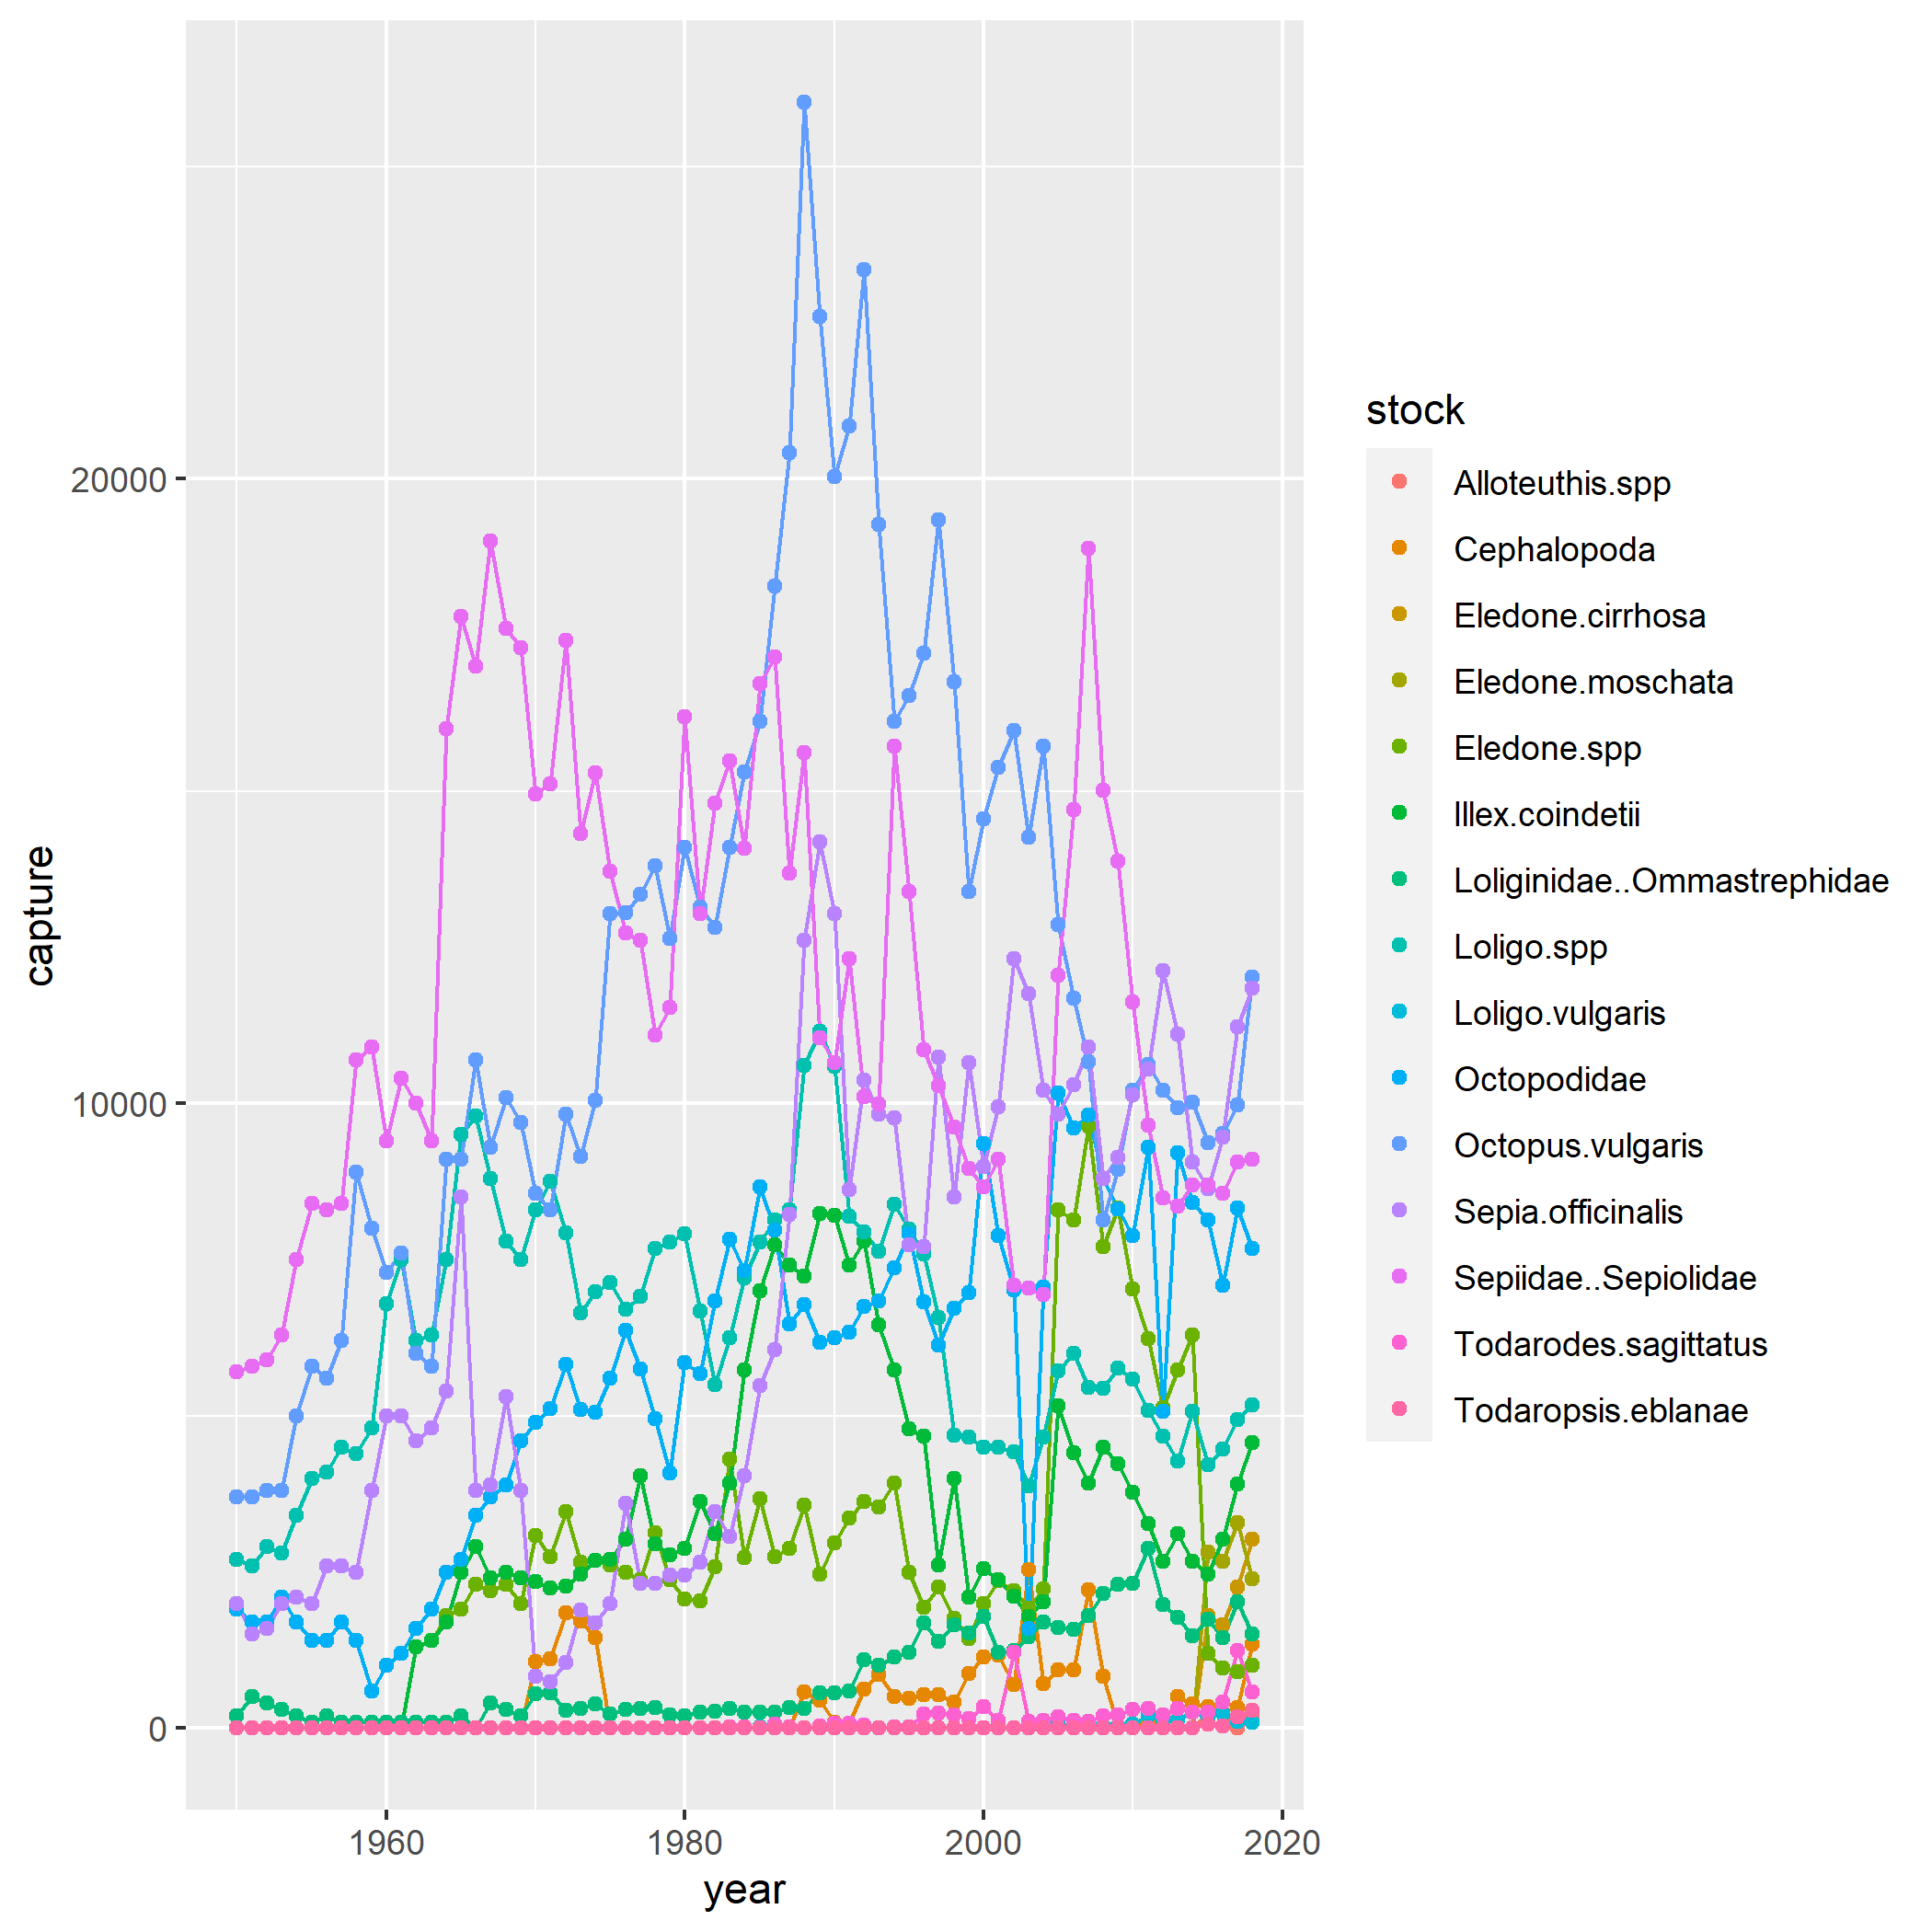 capture
20000
10000
0
1960
1980
2000
2020
year
stock
Alloteuthis.spp
Cephalopoda
Eledone.cirrhosa
Eledone.moschata
Eledone.spp
Illex.coindetii
Loliginidae..Ommastrephidae
Loligo.spp
Loligo.vulgaris
Octopodidae
Octopus.vulgaris
Sepia.officinalis
Sepiidae..Sepiolidae
Todarodes.sagittatus
Todaropsis.eblanae